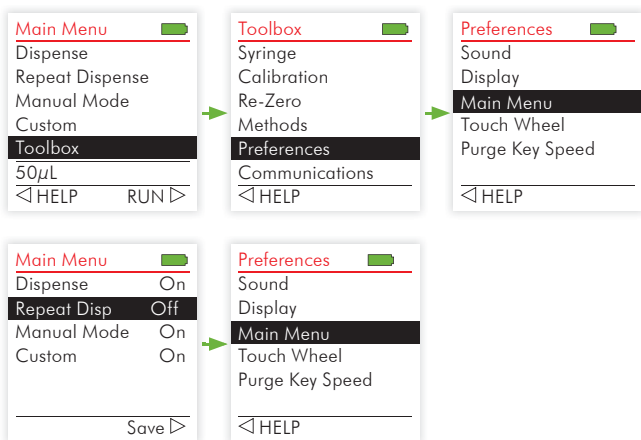 Main Menu
Dispense
Repeat Dispense
Manual Mode
Custom
Toolbox
50µL
◁ HELP RUN ▷
Toolbox
Syringe
Calibration
Re-Zero
Methods
Preferences
Communications
◁ HELP
Preferences
Sound
Display
Main Menu
Touch Wheel
Purge Key Speed
◁ HELP
Main Menu
Dispense On
Repeat Disp Off
Manual Mode On
Custom On
Save ▷
Preferences
Sound
Display
Main Menu
Touch Wheel
Purge Key Speed
◁ HELP